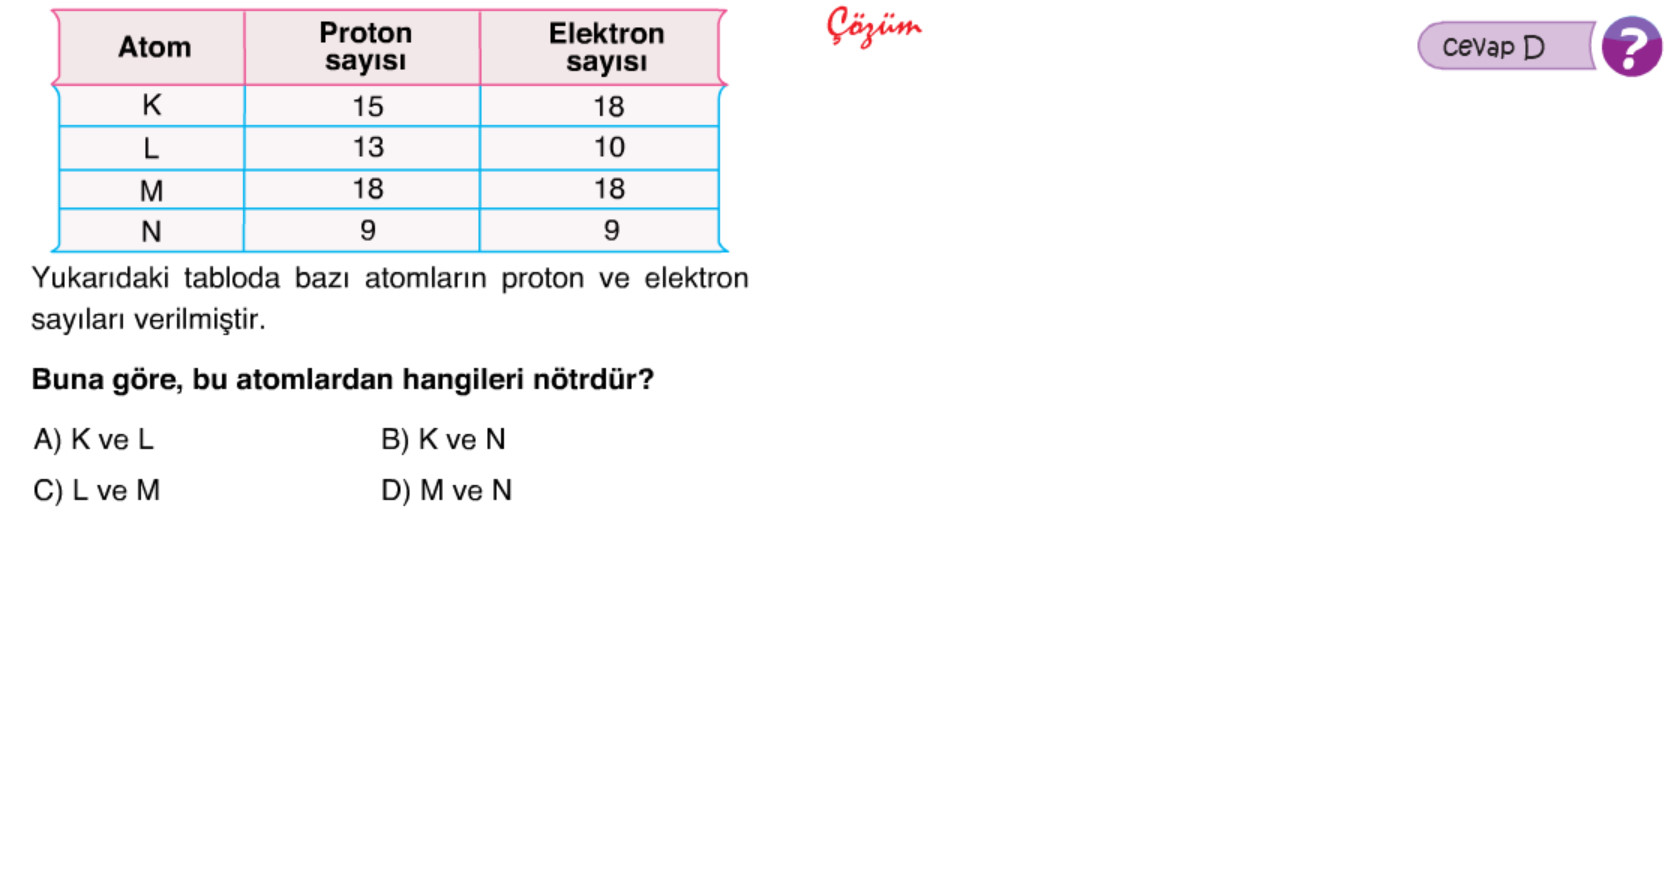 Atom Proton sayısı Elektron sayısı
K 15 18
L 13 10
M 18 18
N 9 9
Yukarıdaki tabloda bazı atomların proton ve elektron
sayıları verilmiştir.
Buna göre, bu atomlardan hangileri nötrdür?
A) K ve L B) K ve N
C) L ve M D) M ve N
Çözüm
cevap D ?